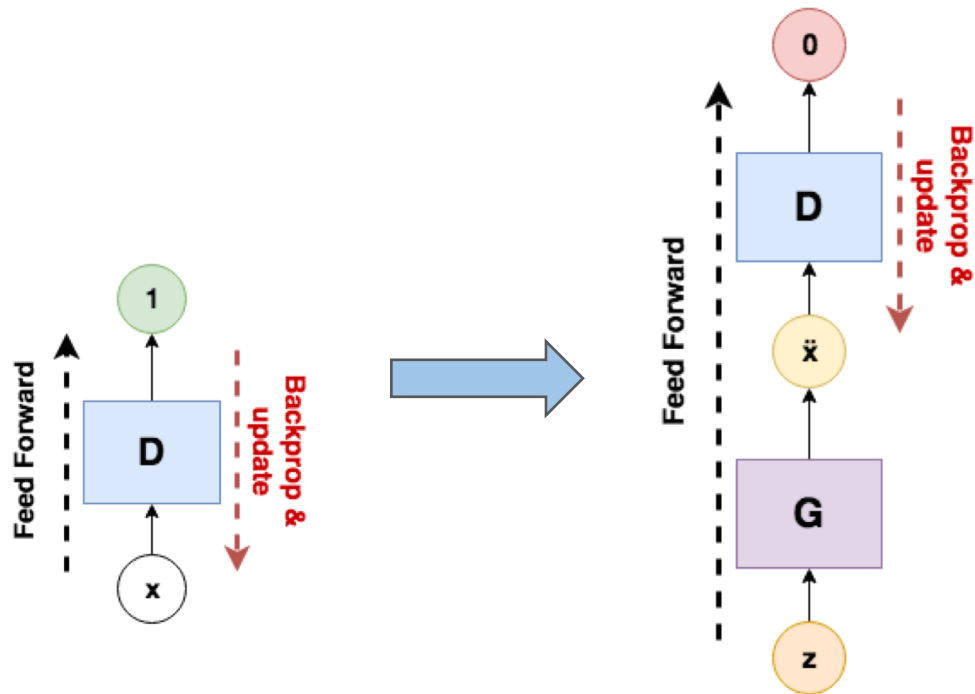 1
Feed Forward
D
Backprop &
update
x
0
Feed Forward
D
Backprop &
update
ẍ
G
z